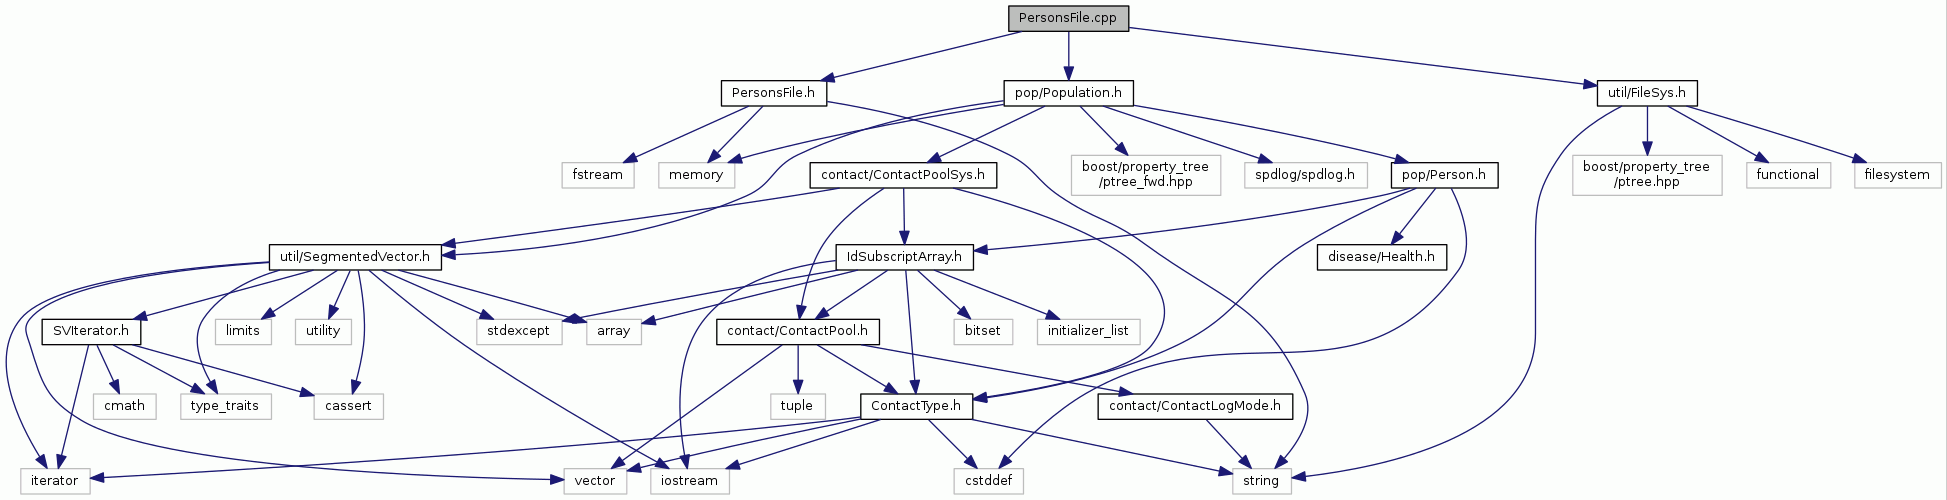 PersonsFile.cpp
PersonsFile.h
pop/Population.h
util/FileSys.h
fstream
memory
contact/ContactPoolSys.h
boost/property_tree
/ptree_fwd.hpp
spdlog/spdlog.h
pop/Person.h
boost/property_tree
/ptree.hpp
functional
filesystem
util/SegmentedVector.h
IdSubscriptArray.h
disease/Health.h
SVIterator.h
limits
utility
stdexcept
array
contact/ContactPool.h
bitset
initializer_list
cmath
type_traits
cassert
tuple
ContactType.h
contact/ContactLogMode.h
iterator
vector
iostream
cstddef
string